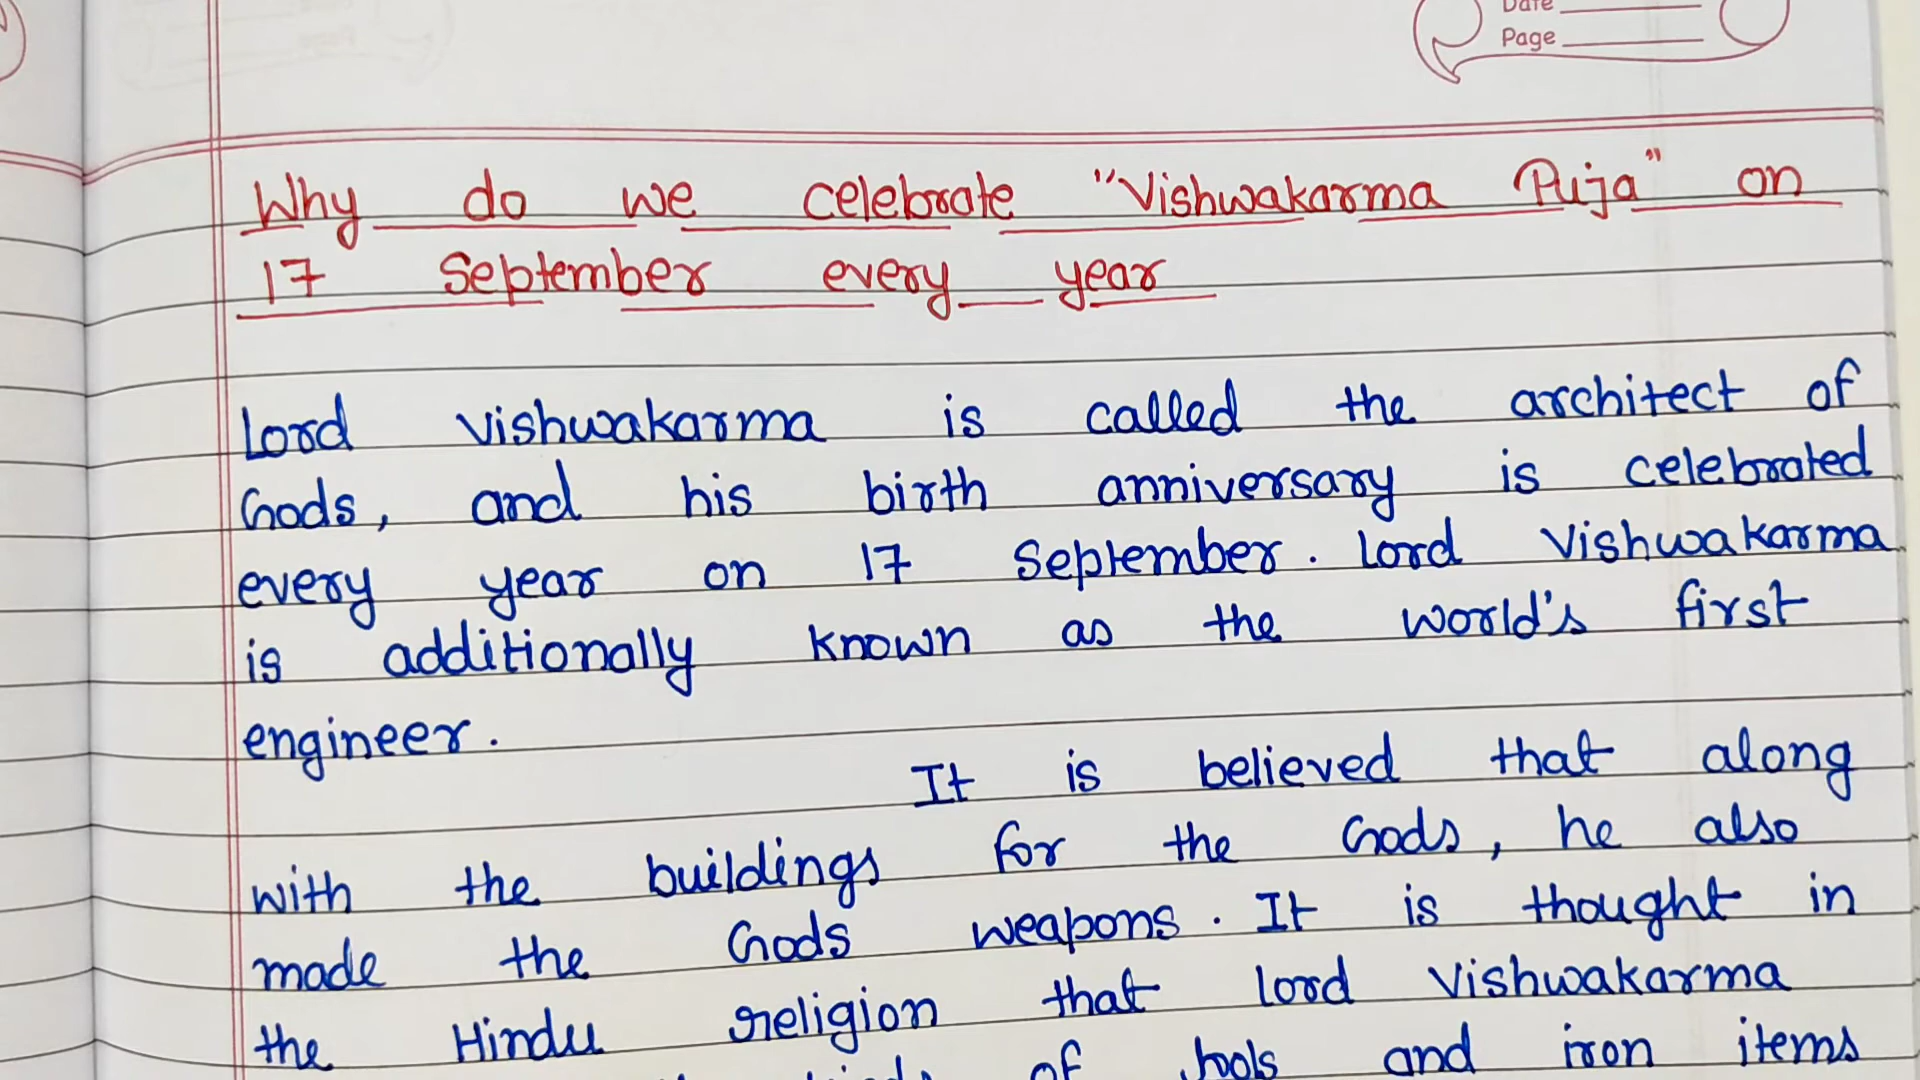 Date
Page
Why do we celebrate "Vishwakarma Puja" on
17 September every year
Lord Vishwakarma is called the architect of
Gods, and his birth anniversary is celebrated
every year on 17 September. Lord Vishwakarma
is additionally known as the world's first
engineer.
It is believed that along
with the buildings for the Gods, he also
made the Gods weapons. It is thought in
the Hindu religion that lord Vishwakarma
of tools and iron items